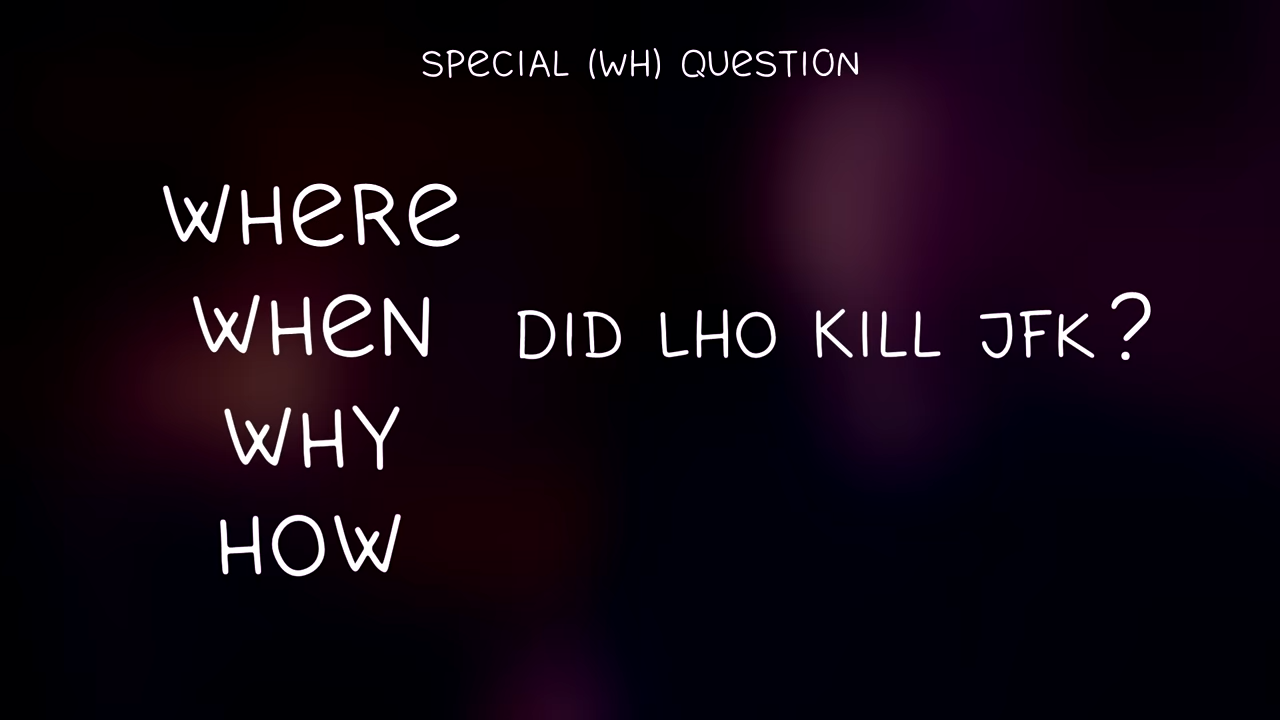 SPECIAL (WH) QUESTION
WHERE
WHEN DID LHO KILL JFK?
WHY
HOW